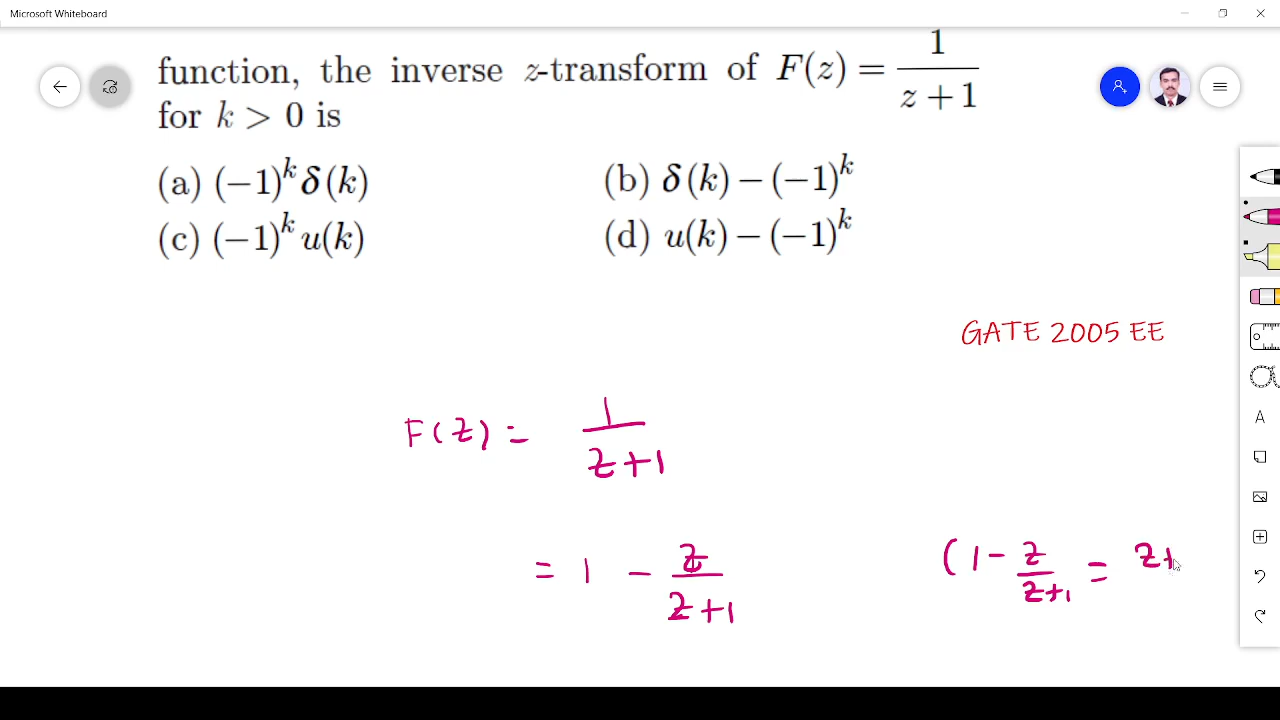 Microsoft Whiteboard
function, the inverse z-transform of F(z) = 1/(z + 1)
for k > 0 is
(a) (−1)^k δ(k) (b) δ(k) − (−1)^k
(c) (−1)^k u(k) (d) u(k) − (−1)^k
GATE 2005 EE
F(z) = 1/(z+1)
= 1 − z/(z+1) (1 − z/(z+1) = z+